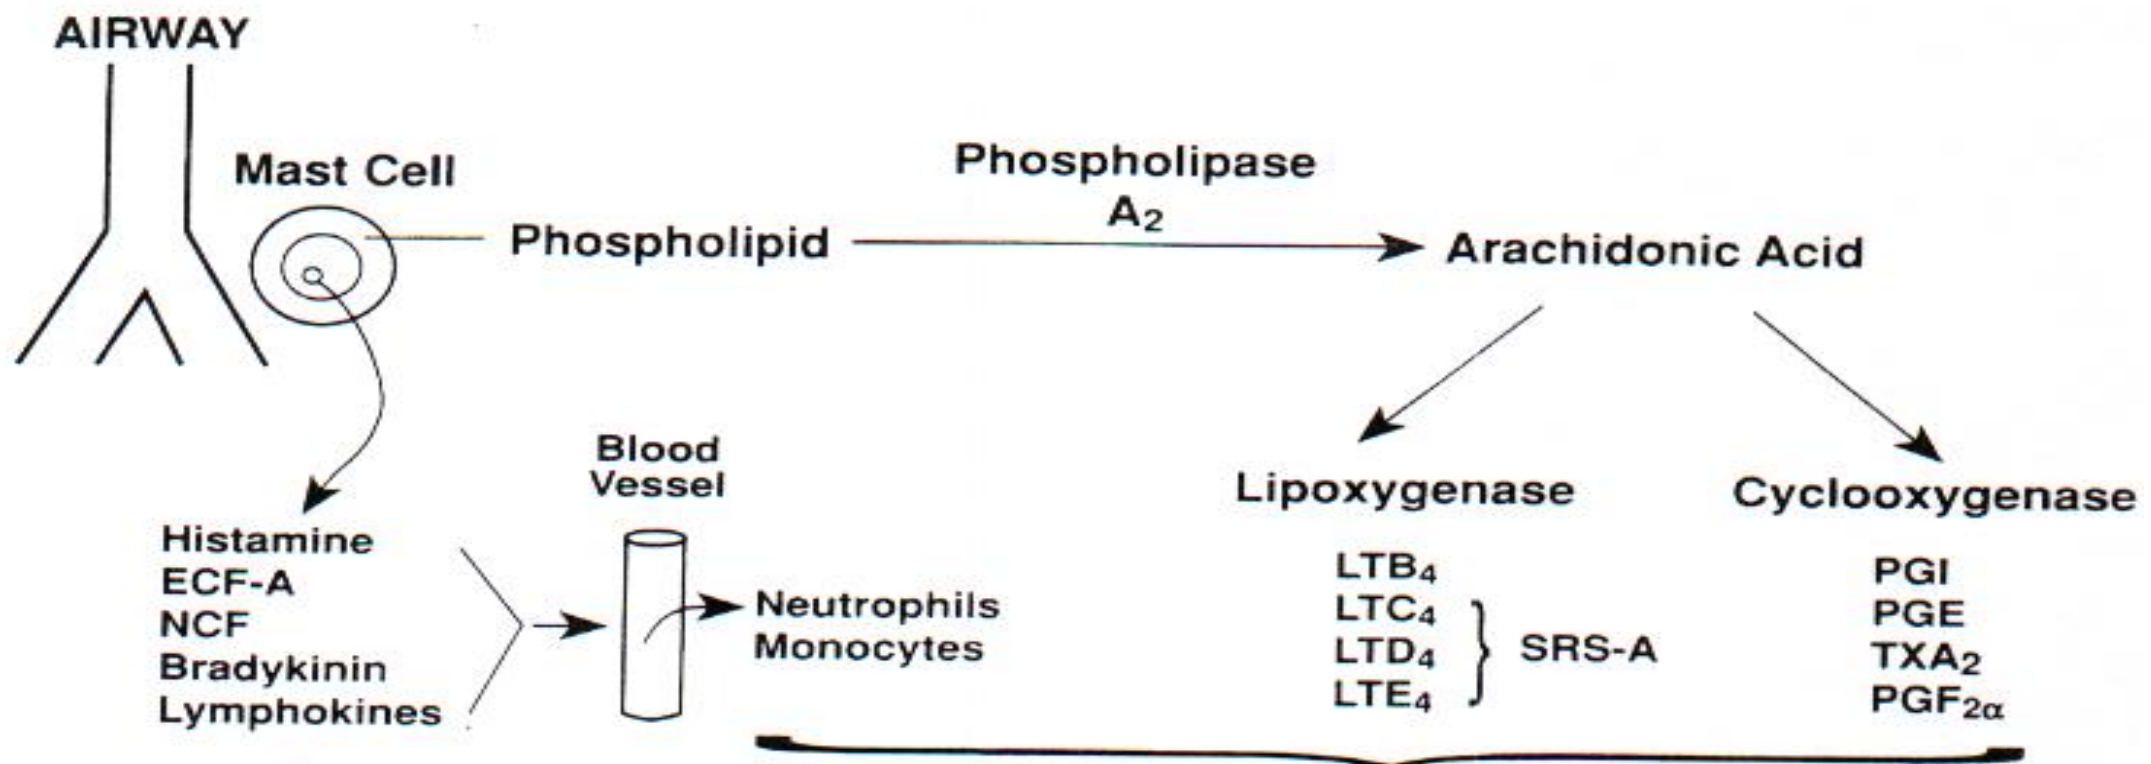 AIRWAY
Mast Cell
Phospholipid
Phospholipase
A₂
Arachidonic Acid
Blood
Vessel
Histamine
ECF-A
NCF
Bradykinin
Lymphokines
Neutrophils
Monocytes
Lipoxygenase
LTB₄
LTC₄
LTD₄
LTE₄
SRS-A
Cyclooxygenase
PGI
PGE
TXA₂
PGF₂α